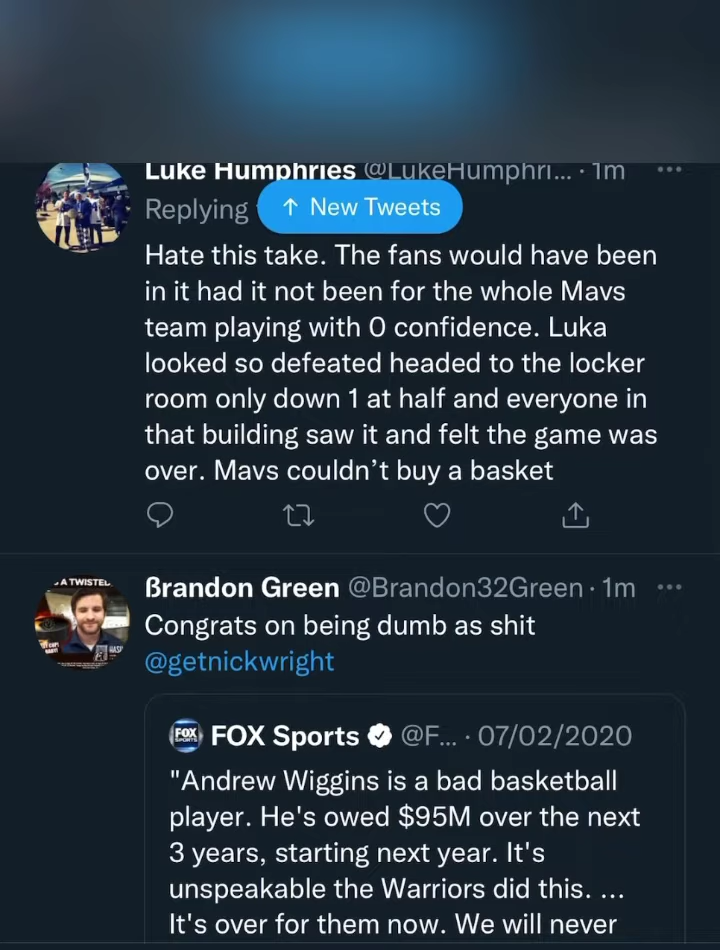 Luke Humphries @LukeHumphri... · 1m
Replying
↑ New Tweets
Hate this take. The fans would have been
in it had it not been for the whole Mavs
team playing with 0 confidence. Luka
looked so defeated headed to the locker
room only down 1 at half and everyone in
that building saw it and felt the game was
over. Mavs couldn’t buy a basket
A TWISTED
ßrandon Green @Brandon32Green · 1m
Congrats on being dumb as shit
@getnickwright
FOX SPORTS
FOX Sports @F... · 07/02/2020
"Andrew Wiggins is a bad basketball
player. He's owed $95M over the next
3 years, starting next year. It's
unspeakable the Warriors did this. ...
It's over for them now. We will never